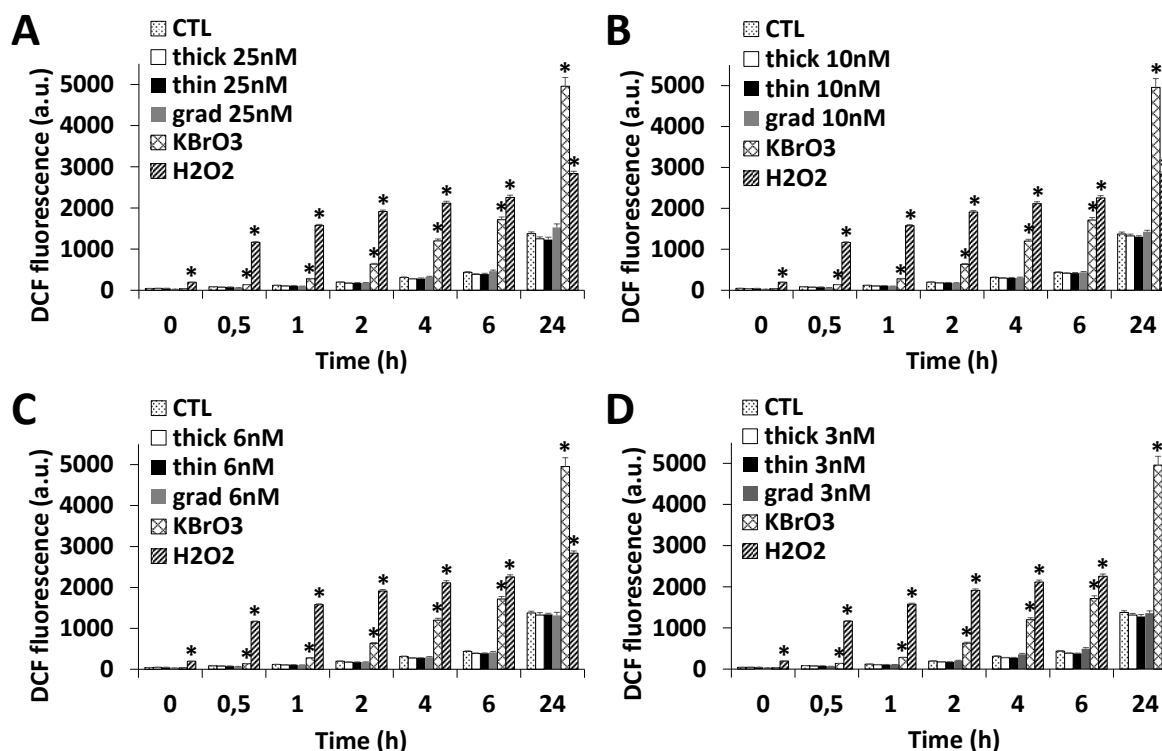 A
CTL
thick 25nM
thin 25nM
grad 25nM
KBrO3
H2O2
DCF fluorescence (a.u.)
5000
4000
3000
2000
1000
0
* * * * * * * * * * * * *
0 0,5 1 2 4 6 24
Time (h)
B
CTL
thick 10nM
thin 10nM
grad 10nM
KBrO3
H2O2
DCF fluorescence (a.u.)
5000
4000
3000
2000
1000
0
* * * * * * * * * * * * *
0 0,5 1 2 4 6 24
Time (h)
C
CTL
thick 6nM
thin 6nM
grad 6nM
KBrO3
H2O2
DCF fluorescence (a.u.)
5000
4000
3000
2000
1000
0
* * * * * * * * * * * * *
0 0,5 1 2 4 6 24
Time (h)
D
CTL
thick 3nM
thin 3nM
grad 3nM
KBrO3
H2O2
DCF fluorescence (a.u.)
5000
4000
3000
2000
1000
0
* * * * * * * * * * * *
0 0,5 1 2 4 6 24
Time (h)